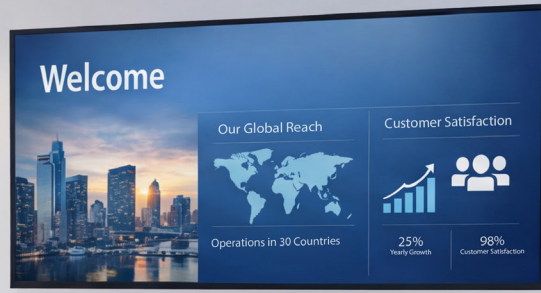 Welcome
Our Global Reach
Operations in 30 Countries
Customer Satisfaction
25%
Yearly Growth
98%
Customer Satisfaction